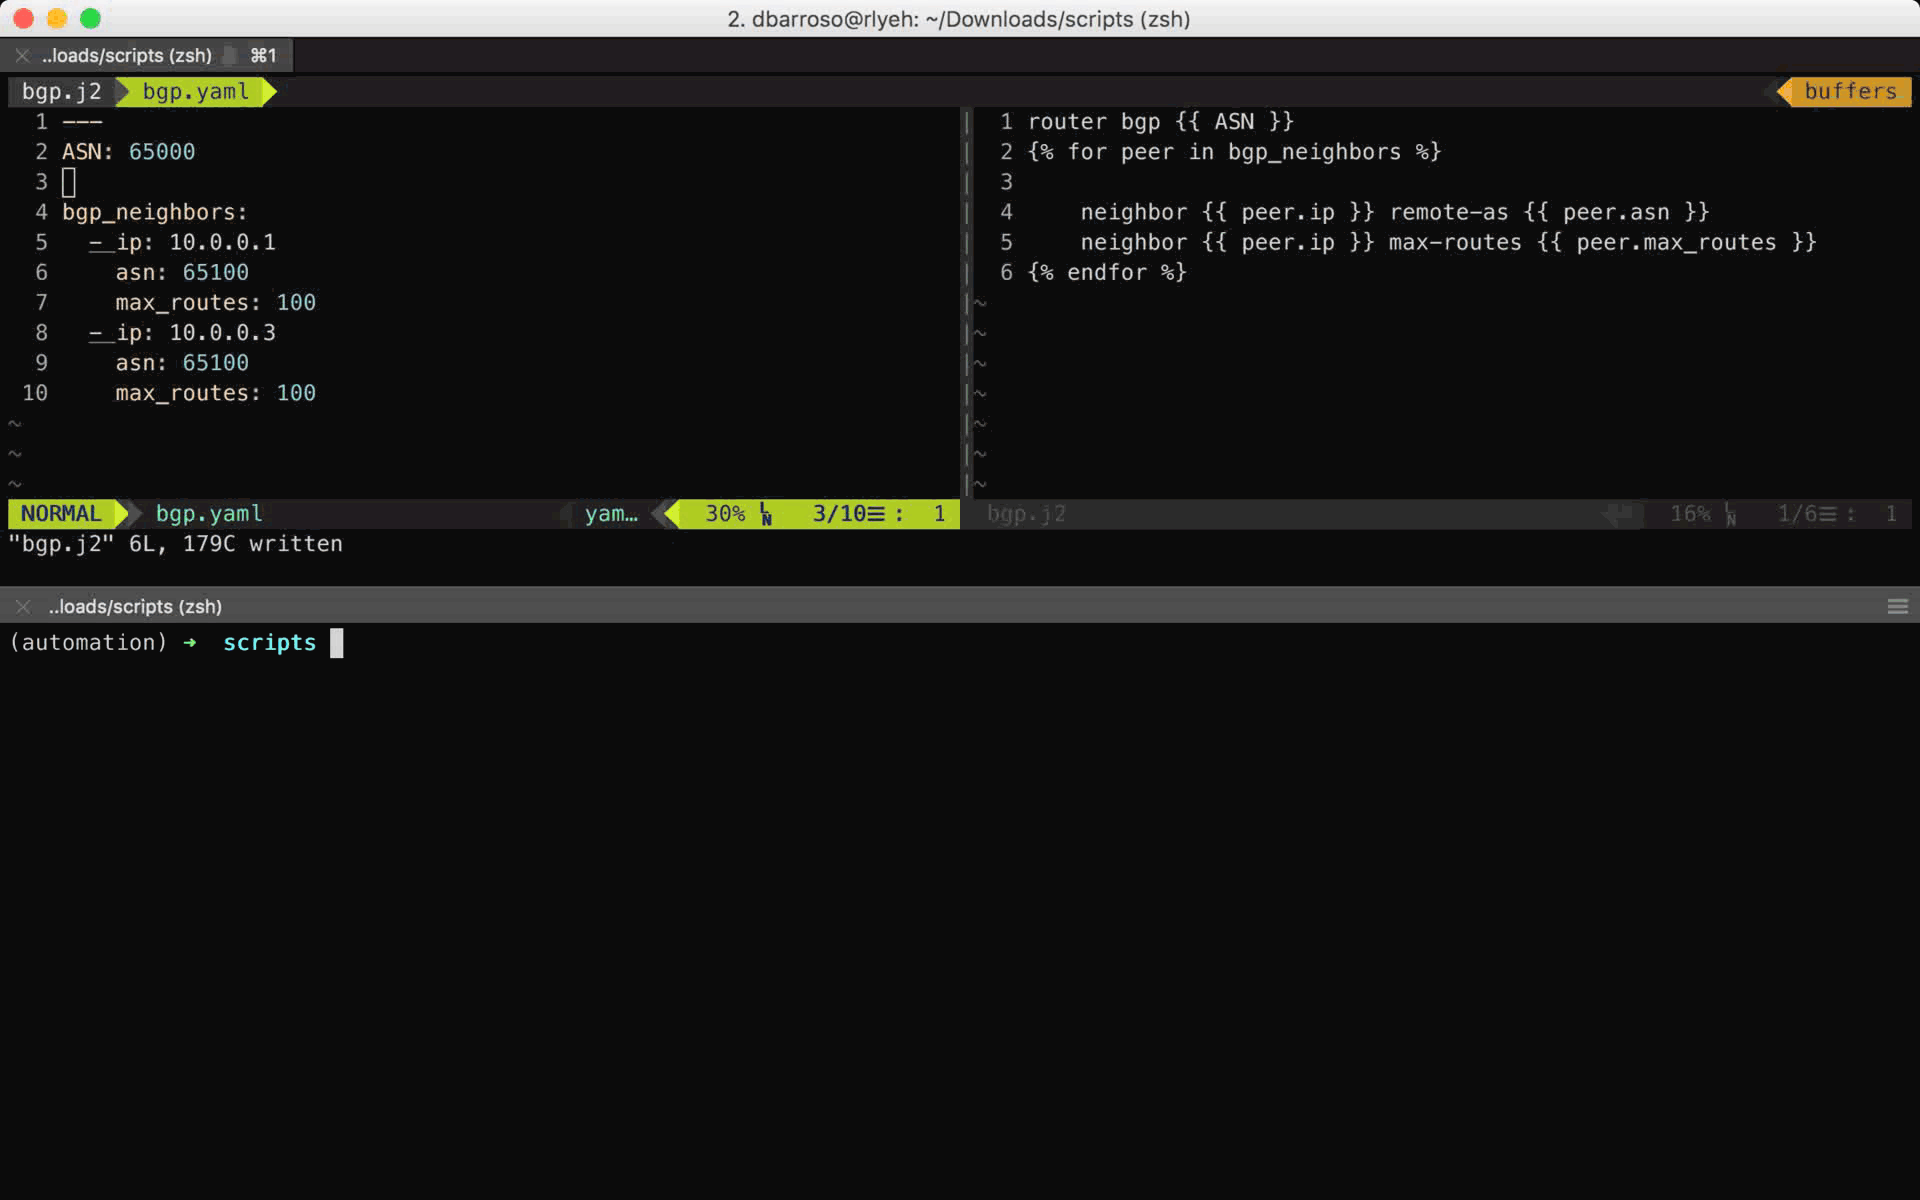 2. dbarroso@rlyeh: ~/Downloads/scripts (zsh)
..loads/scripts (zsh) ⌘1
bgp.j2 bgp.yaml buffers
1 ---
2 ASN: 65000
3
4 bgp_neighbors:
5   - ip: 10.0.0.1
6     asn: 65100
7     max_routes: 100
8   - ip: 10.0.0.3
9     asn: 65100
10     max_routes: 100
~
~
~
NORMAL bgp.yaml yam… 30% LN 3/10☰ : 1
1 router bgp {{ ASN }}
2 {% for peer in bgp_neighbors %}
3
4     neighbor {{ peer.ip }} remote-as {{ peer.asn }}
5     neighbor {{ peer.ip }} max-routes {{ peer.max_routes }}
6 {% endfor %}
~
~
~
~
~
~
~
bgp.j2 16% LN 1/6☰ : 1
"bgp.j2" 6L, 179C written
..loads/scripts (zsh)
(automation) ➜ scripts